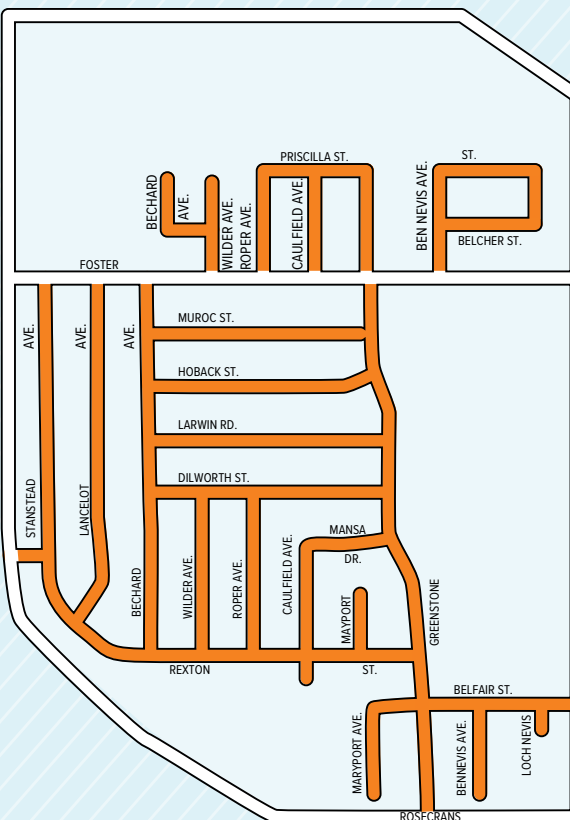 PRISCILLA ST.
ST.
BECHARD
AVE.
WILDER AVE.
ROPER AVE.
CAULFIELD AVE.
BEN NEVIS AVE.
BELCHER ST.
FOSTER
AVE.
AVE.
AVE.
MUROC ST.
HOBACK ST.
LARWIN RD.
DILWORTH ST.
STANSTEAD
LANCELOT
BECHARD
WILDER AVE.
ROPER AVE.
CAULFIELD AVE.
MANSA
DR.
MAYPORT
GREENSTONE
REXTON
ST.
BELFAIR ST.
MARYPORT AVE.
BENNEVIS AVE.
LOCH NEVIS
ROSECRANS